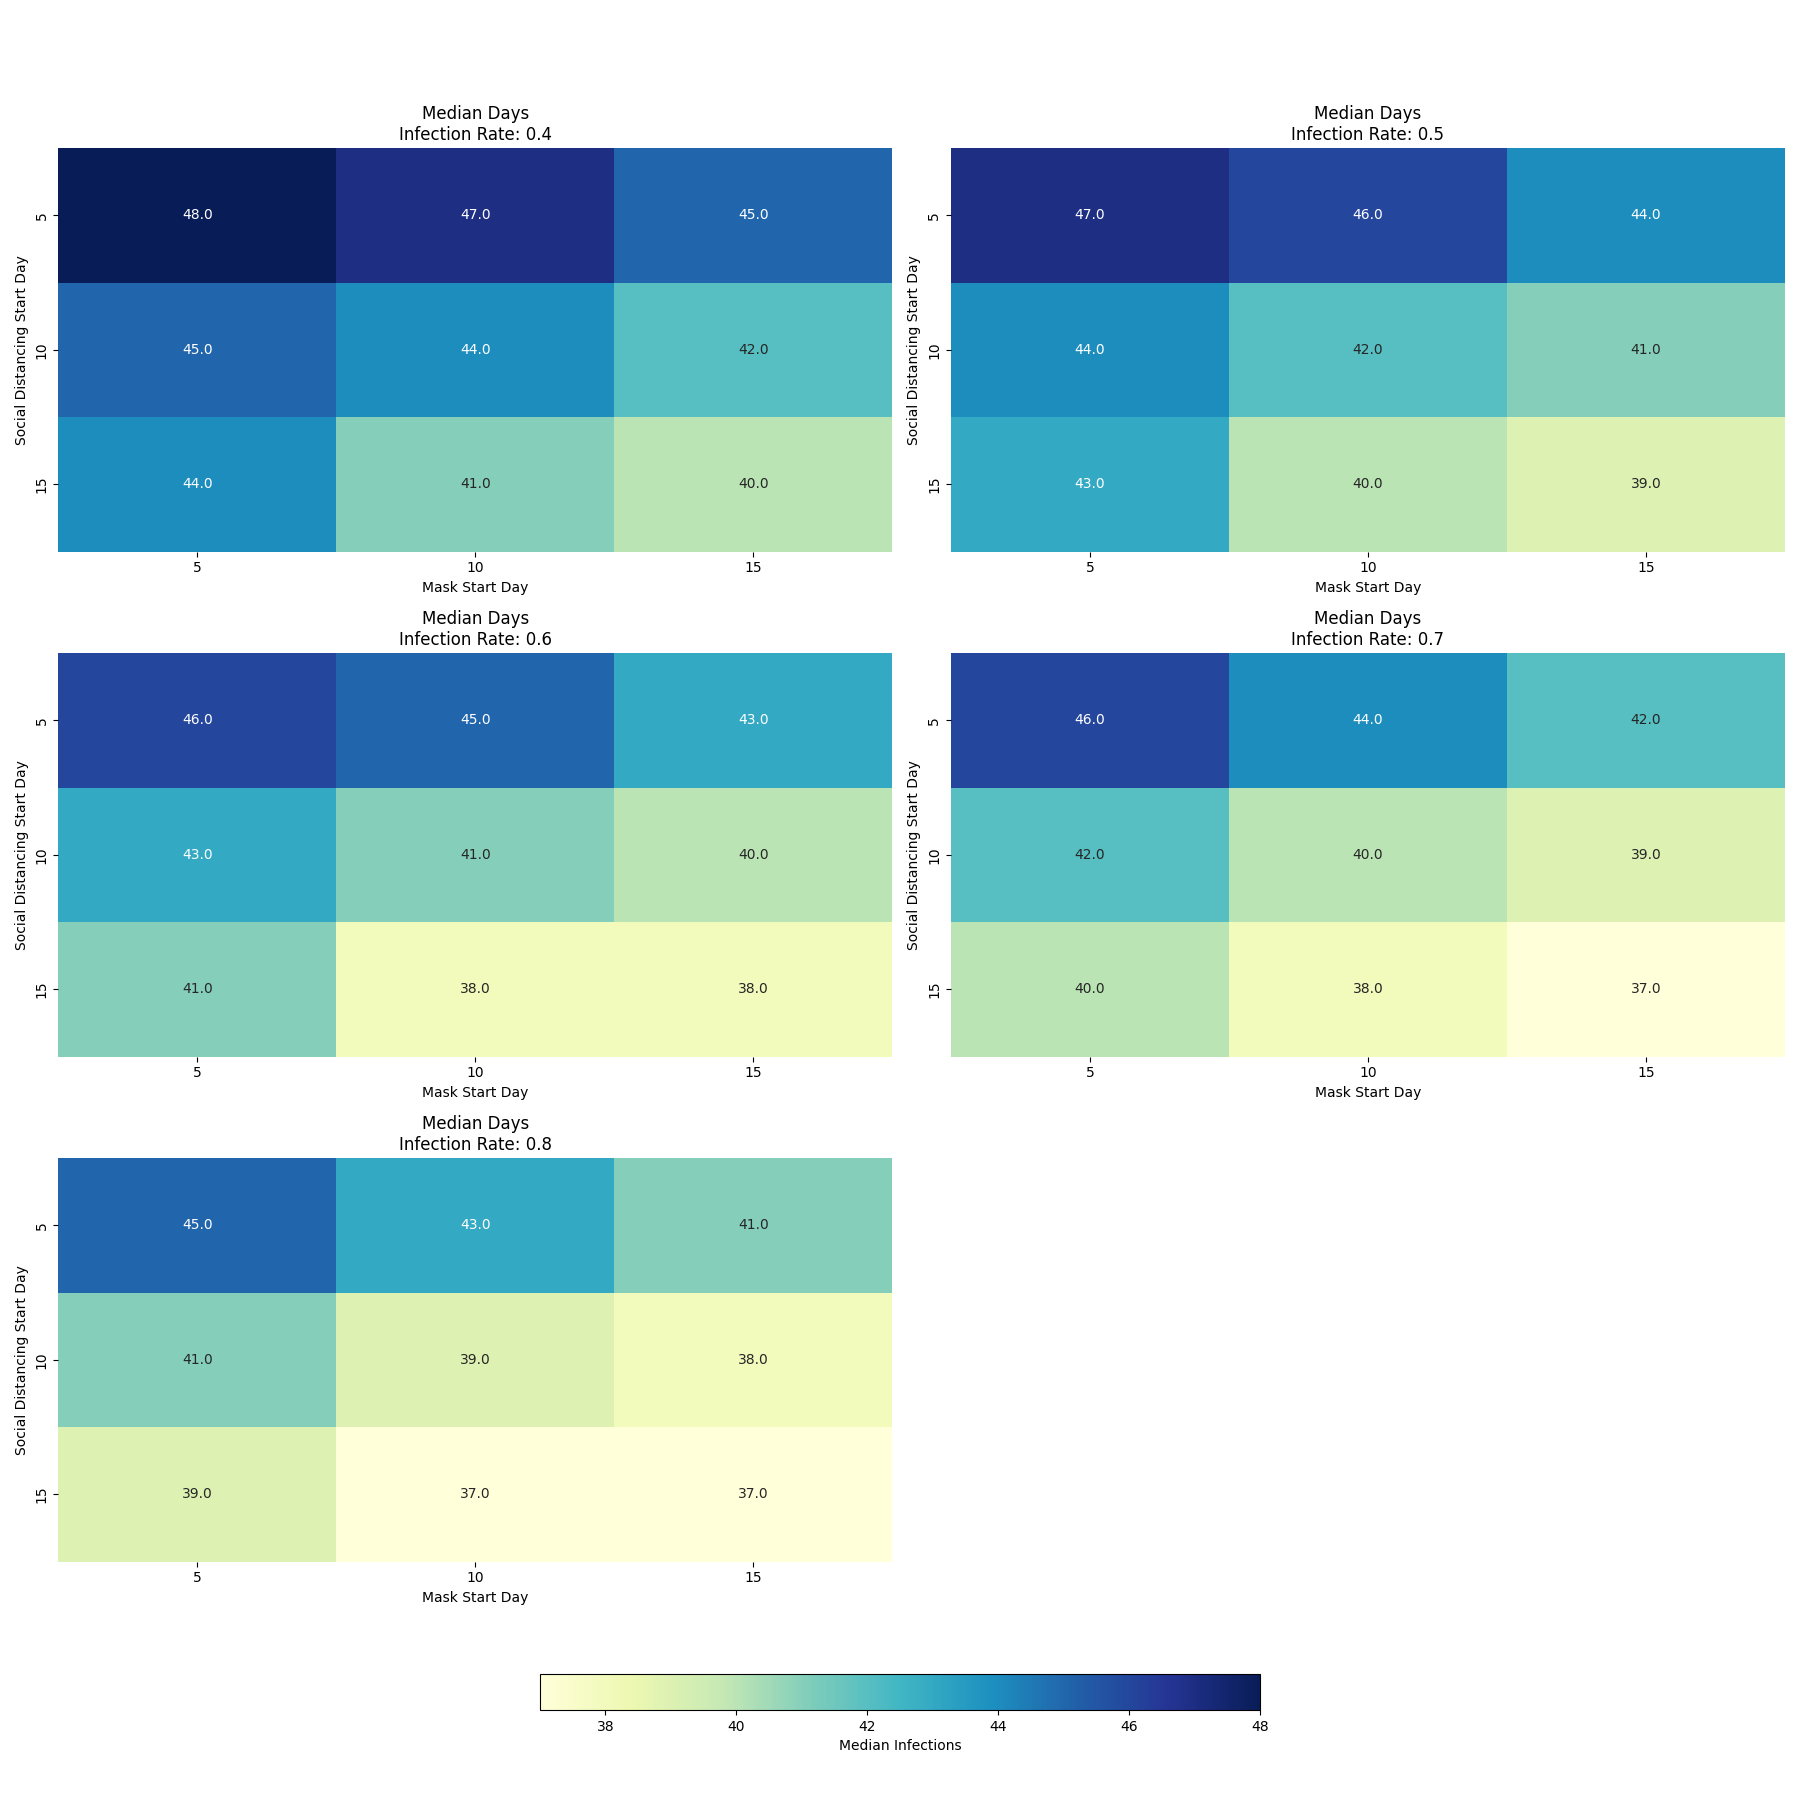 Median Days
Infection Rate: 0.4
Social Distancing Start Day
5
48.0 47.0 45.0
10
45.0 44.0 42.0
15
44.0 41.0 40.0
5 10 15
Mask Start Day
Median Days
Infection Rate: 0.5
Social Distancing Start Day
5
47.0 46.0 44.0
10
44.0 42.0 41.0
15
43.0 40.0 39.0
5 10 15
Mask Start Day
Median Days
Infection Rate: 0.6
Social Distancing Start Day
5
46.0 45.0 43.0
10
43.0 41.0 40.0
15
41.0 38.0 38.0
5 10 15
Mask Start Day
Median Days
Infection Rate: 0.7
Social Distancing Start Day
5
46.0 44.0 42.0
10
42.0 40.0 39.0
15
40.0 38.0 37.0
5 10 15
Mask Start Day
Median Days
Infection Rate: 0.8
Social Distancing Start Day
5
45.0 43.0 41.0
10
41.0 39.0 38.0
15
39.0 37.0 37.0
5 10 15
Mask Start Day
38 40 42 44 46 48
Median Infections